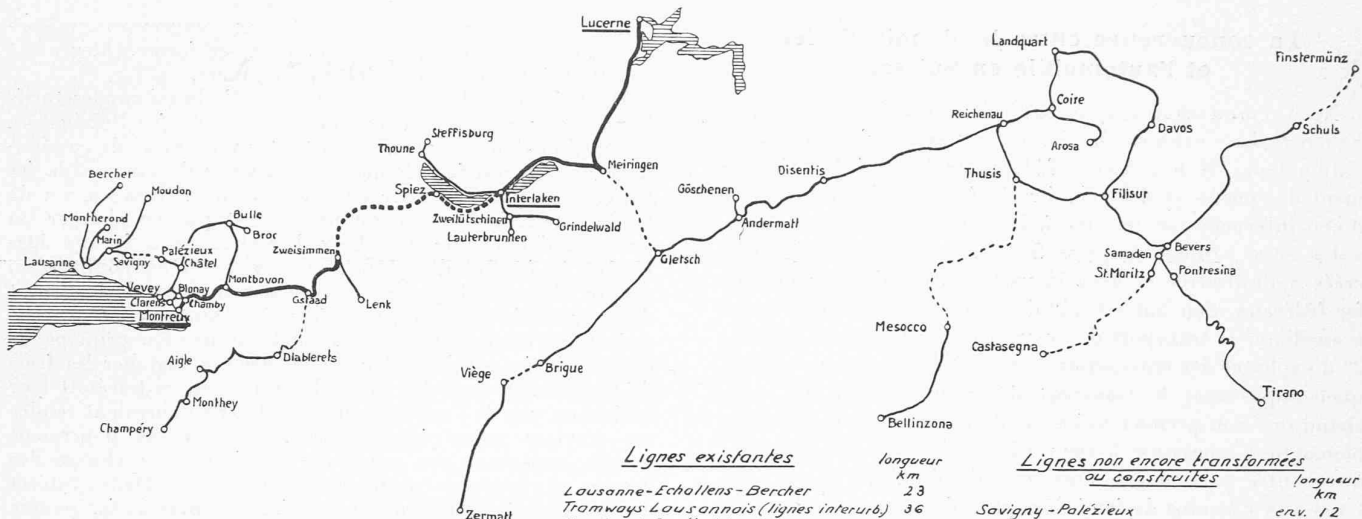 Lucerne
Landquart
Finstermünz
Coire
Reichenau
Davos
Schuls
Arosa
Steffisburg
Thoune
Meiringen
Disentis
Thusis
Göschenen
Filisur
Bercher
Moudon
Spiez
Interlaken
Zweilütschinen
Grindelwald
Lauterbrunnen
Andermatt
Montherond
Bulle
Broc
Marin
Savigny
Palézieux
Châtel
Zweisimmen
Gletsch
Bevers
Samaden
St. Moritz
Pontresina
Lausanne
Vevey
Blonay
Clarens
Chamby
Montreux
Montbovon
Gstaad
Lenk
Mesocco
Castasegna
Aigle
Diablerets
Viège
Brigue
Monthey
Champéry
Bellinzona
Tirano
Zermatt
Lignes existantes
longueur
km
Lausanne-Echallens-Bercher 23
Tramways Lausannois (lignes interurb.) 36
Lignes non encore transformées
ou construites
longueur
km
Savigny-Palézieux env. 12